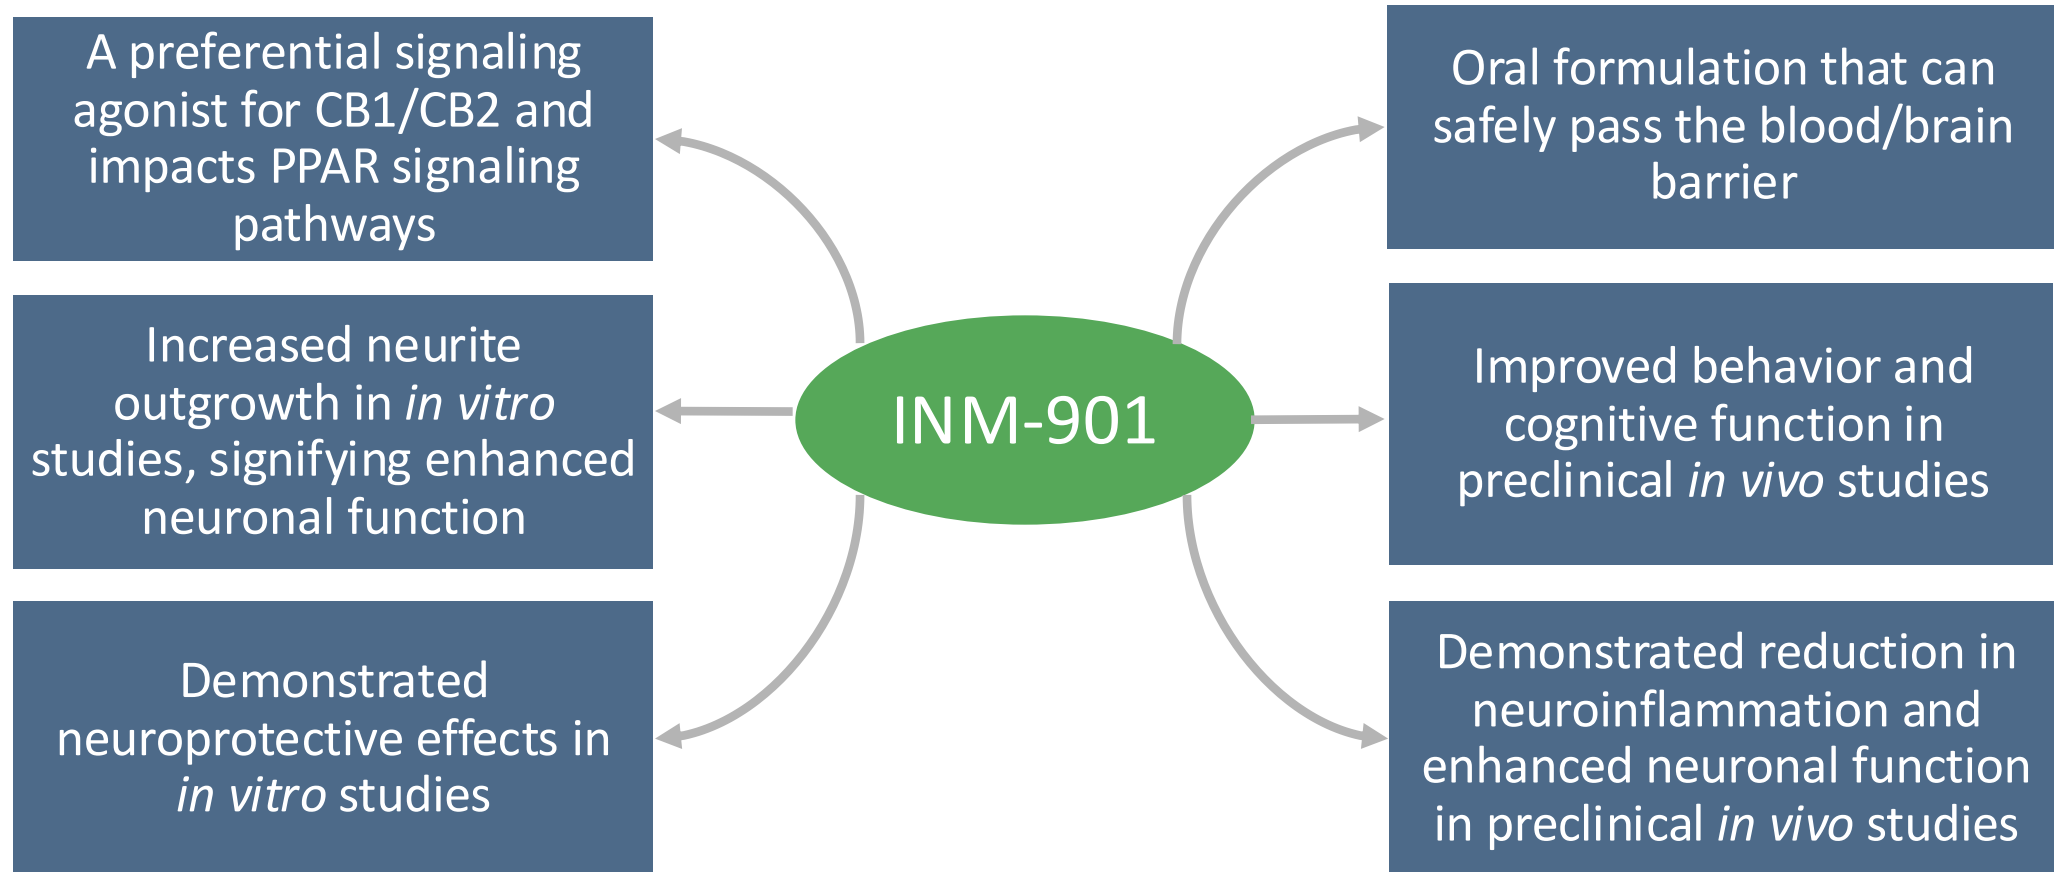 A preferential signaling
agonist for CB1/CB2 and
impacts PPAR signaling
pathways
Increased neurite
outgrowth in in vitro
studies, signifying enhanced
neuronal function
Demonstrated
neuroprotective effects in
in vitro studies
INM-901
Oral formulation that can
safely pass the blood/brain
barrier
Improved behavior and
cognitive function in
preclinical in vivo studies
Demonstrated reduction in
neuroinflammation and
enhanced neuronal function
in preclinical in vivo studies